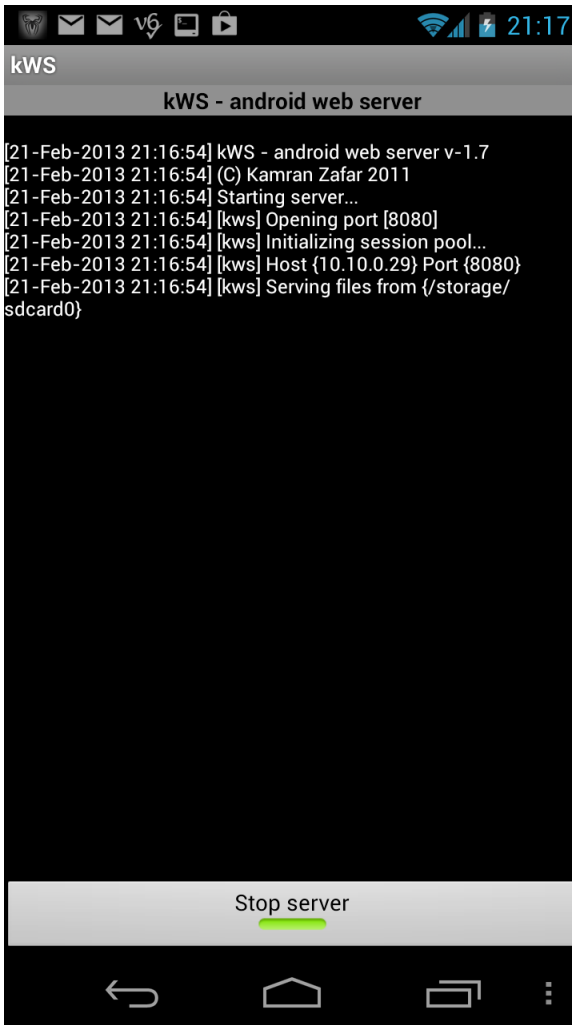 v6 21:17
kWS
kWS - android web server
[21-Feb-2013 21:16:54] kWS - android web server v-1.7
[21-Feb-2013 21:16:54] (C) Kamran Zafar 2011
[21-Feb-2013 21:16:54] Starting server...
[21-Feb-2013 21:16:54] [kws] Opening port [8080]
[21-Feb-2013 21:16:54] [kws] Initializing session pool...
[21-Feb-2013 21:16:54] [kws] Host {10.10.0.29} Port {8080}
[21-Feb-2013 21:16:54] [kws] Serving files from {/storage/
sdcard0}
Stop server